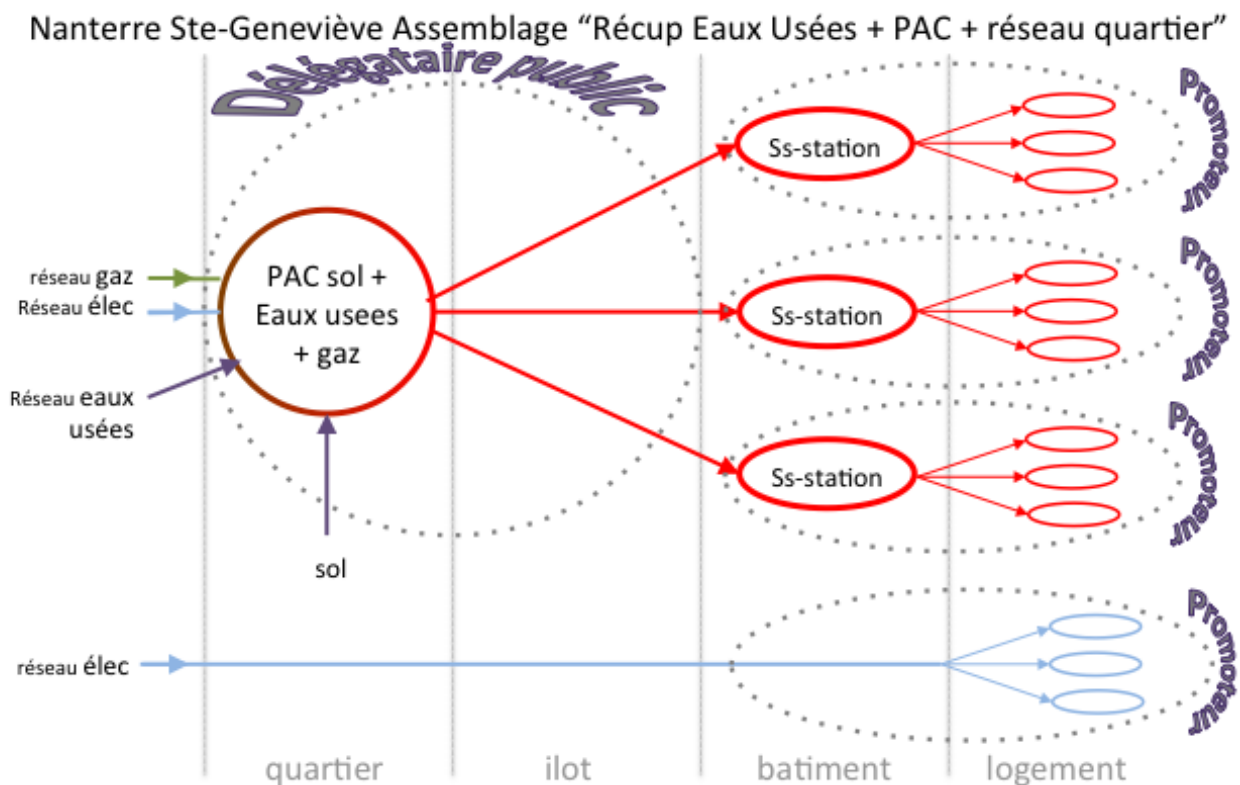 Nanterre Ste-Geneviève Assemblage “Récup Eaux Usées + PAC + réseau quartier”
Délégataire public
Promoteur
Ss-station
réseau gaz
Réseau élec
PAC sol +
Eaux usees
+ gaz
Ss-station
Promoteur
Réseau eaux
usées
Ss-station
Promoteur
sol
réseau élec
Promoteur
quartier
ilot
batiment
logement